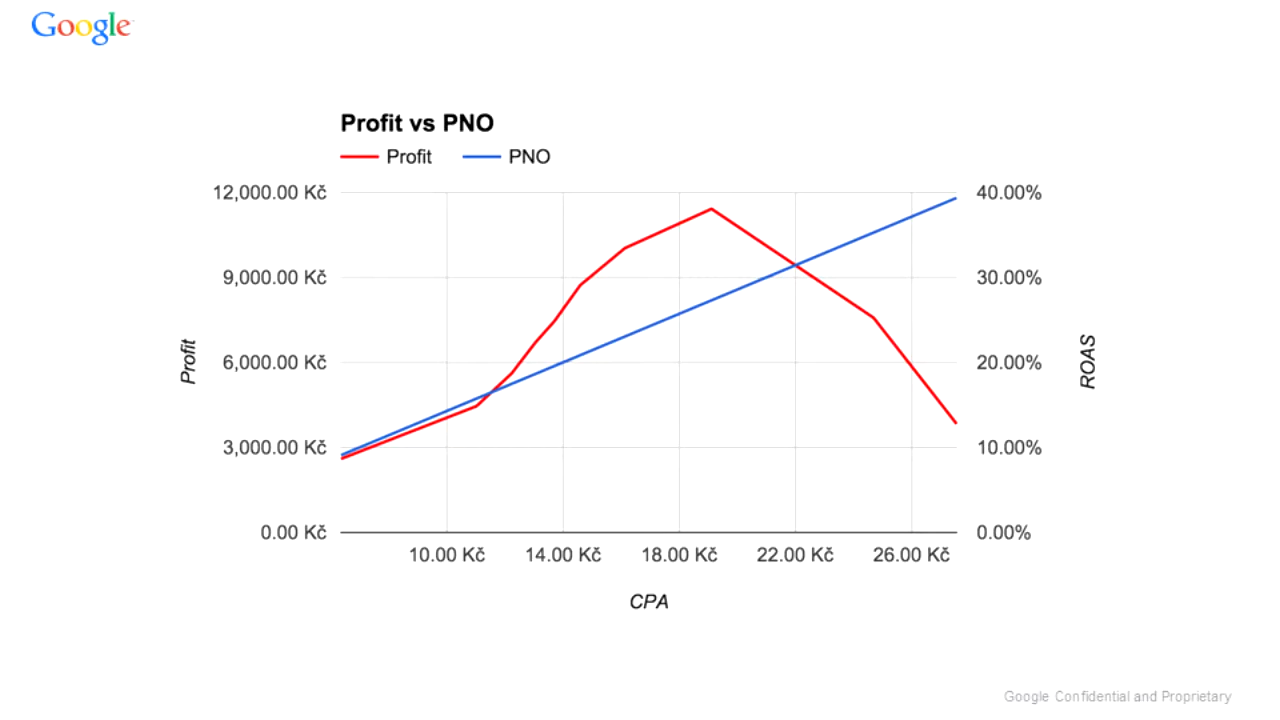 Google
Profit vs PNO
Profit PNO
12,000.00 Kč 40.00%
9,000.00 Kč 30.00%
6,000.00 Kč 20.00%
3,000.00 Kč 10.00%
0.00 Kč 0.00%
Profit
ROAS
10.00 Kč 14.00 Kč 18.00 Kč 22.00 Kč 26.00 Kč
CPA
Google Confidential and Proprietary